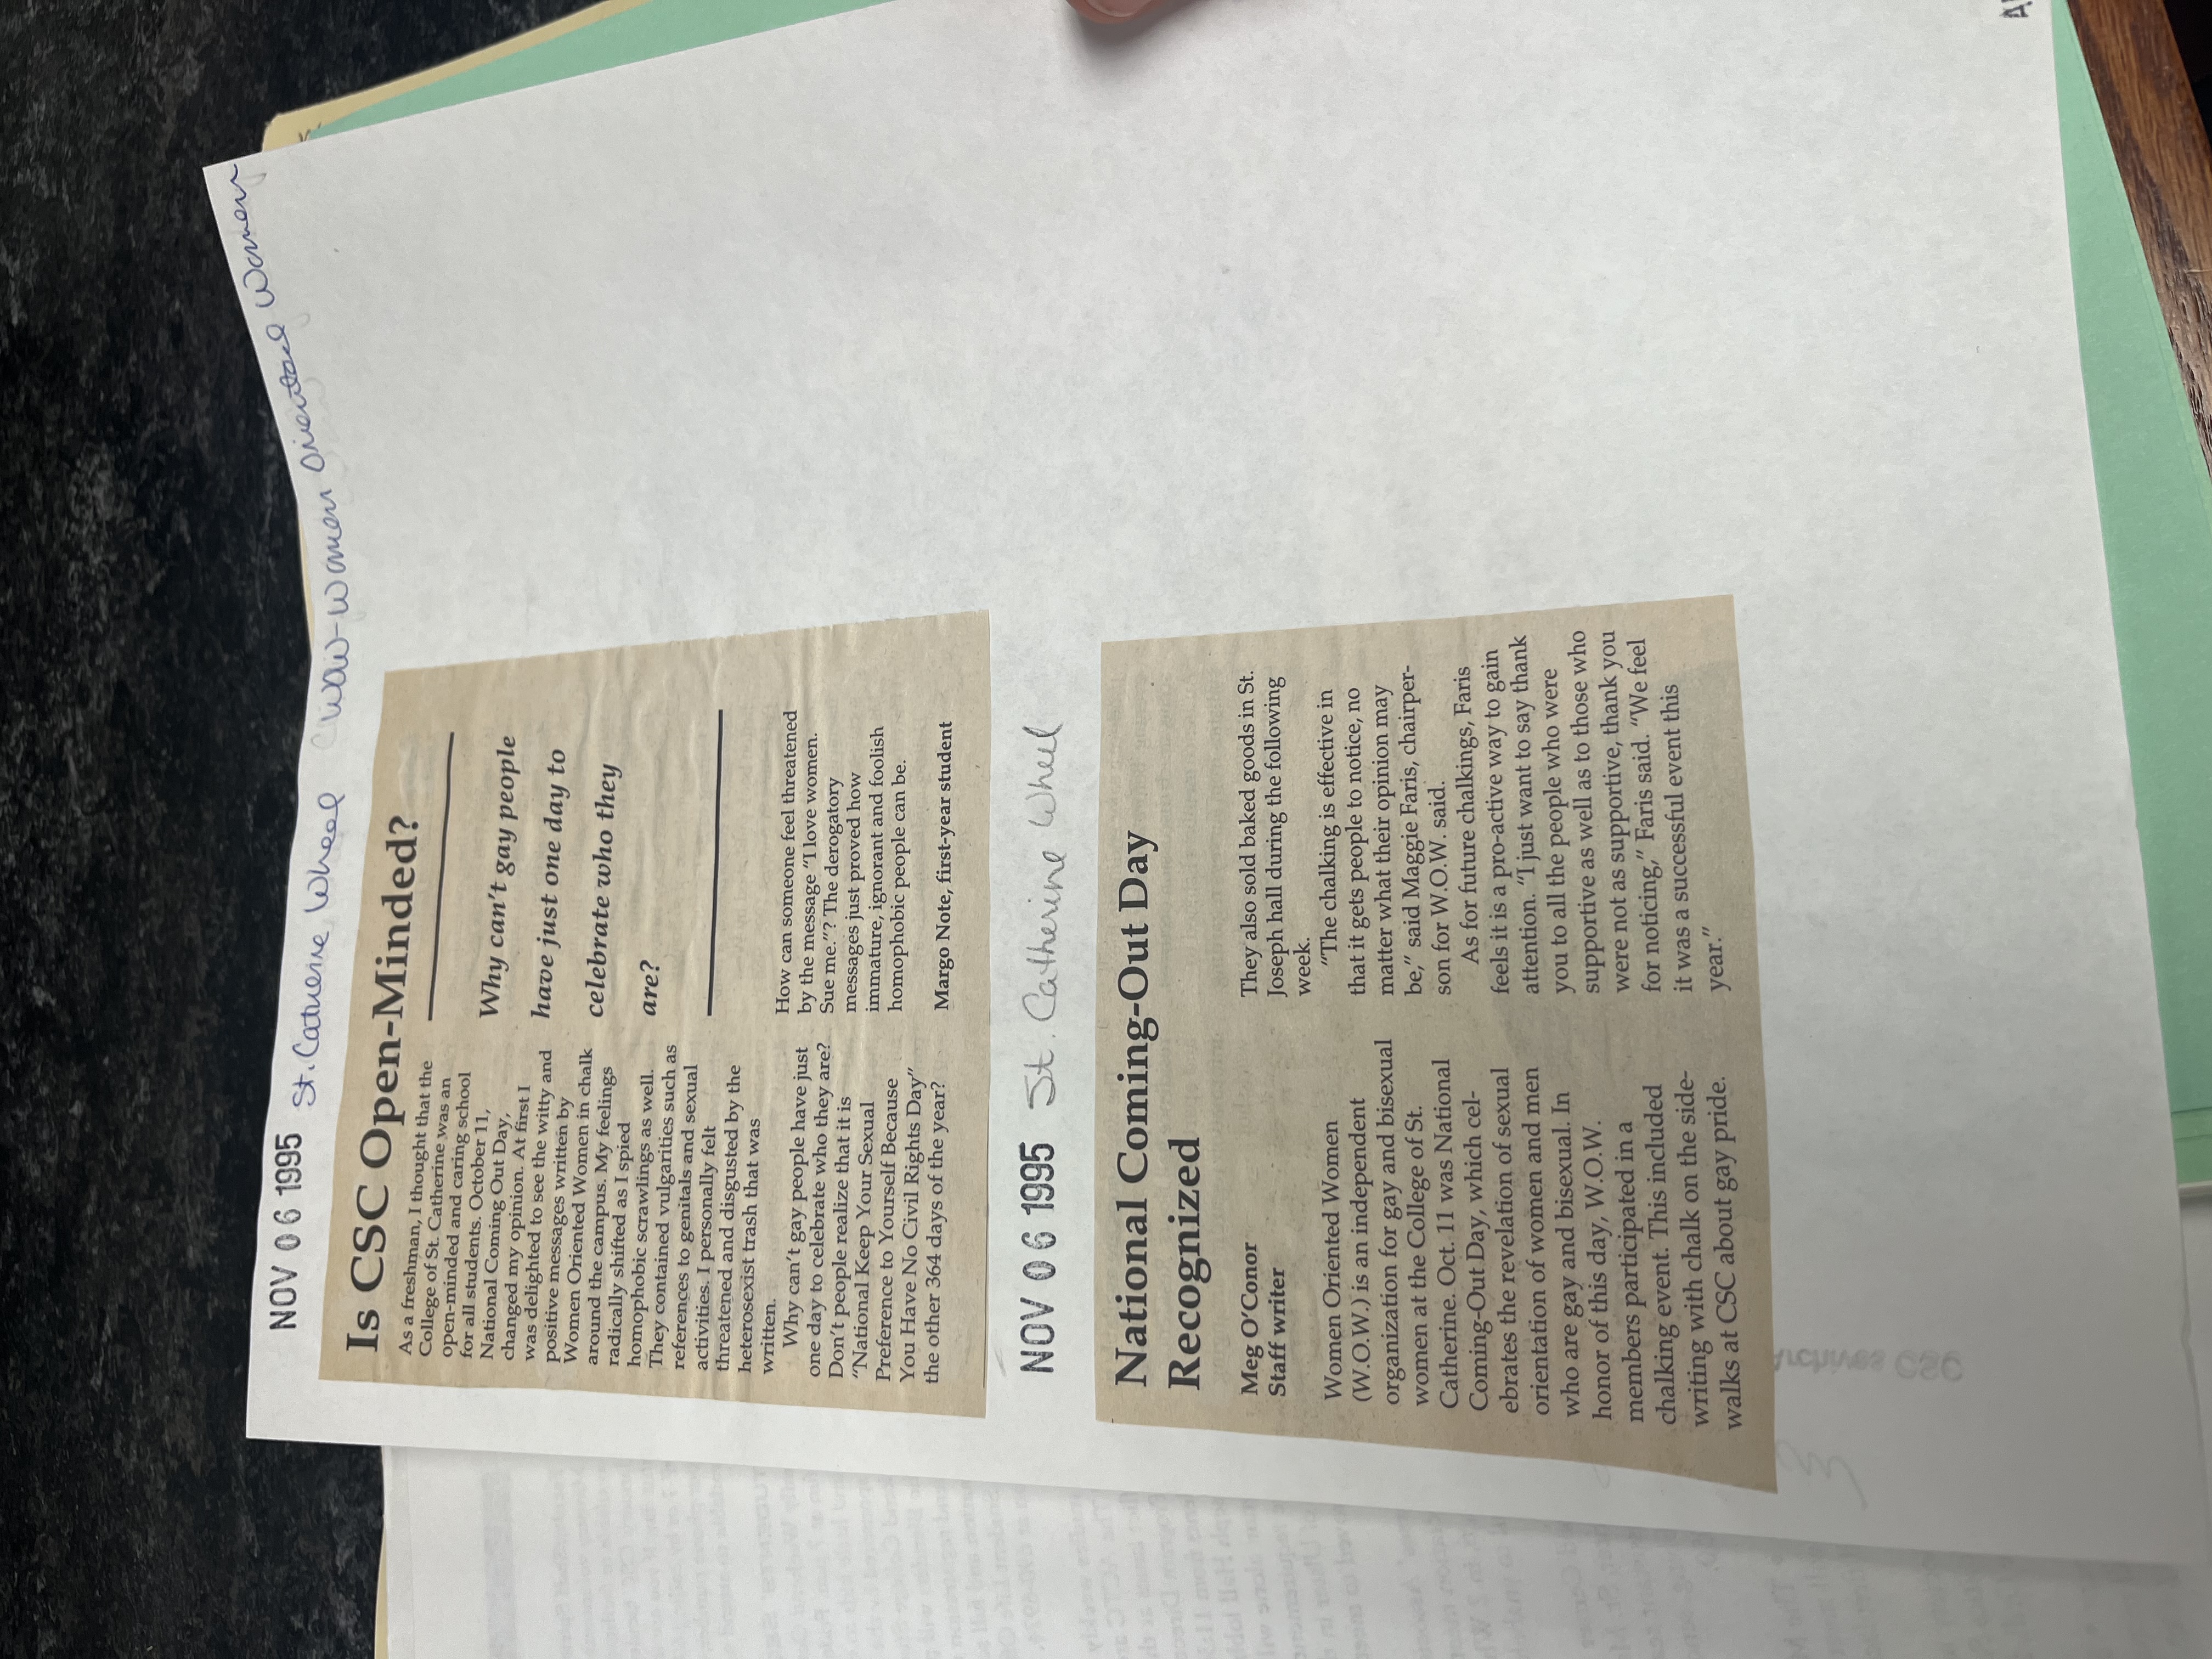 NOV 06 1995 St. Catherine Wheel WOW-Women Oriented Women
Is CSC Open-Minded?
As a freshman, I thought that the
College of St. Catherine was an
open-minded and caring school
for all students. October 11,
National Coming Out Day,
changed my opinion. At first I
was delighted to see the witty and
positive messages written by
Women Oriented Women in chalk
around the campus. My feelings
radically shifted as I spied
homophobic scrawlings as well.
They contained vulgarities such as
references to genitals and sexual
activities. I personally felt
threatened and disgusted by the
heterosexist trash that was
written.
Why can't gay people have just
one day to celebrate who they are?
Don't people realize that it is
"National Keep Your Sexual
Preference to Yourself Because
You Have No Civil Rights Day"
the other 364 days of the year?
Why can't gay people
have just one day to
celebrate who they
are?
How can someone feel threatened
by the message "I love women.
Sue me."? The derogatory
messages just proved how
immature, ignorant and foolish
homophobic people can be.
Margo Note, first-year student
NOV 06 1995 St. Catherine Wheel
National Coming-Out Day
Recognized
Meg O'Conor
Staff writer
Women Oriented Women
(W.O.W.) is an independent
organization for gay and bisexual
women at the College of St.
Catherine. Oct. 11 was National
Coming-Out Day, which cel-
ebrates the revelation of sexual
orientation of women and men
who are gay and bisexual. In
honor of this day, W.O.W.
members participated in a
chalking event. This included
writing with chalk on the side-
walks at CSC about gay pride.
They also sold baked goods in St.
Joseph hall during the following
week.
"The chalking is effective in
that it gets people to notice, no
matter what their opinion may
be," said Maggie Faris, chairper-
son for W.O.W. said.
As for future chalkings, Faris
feels it is a pro-active way to gain
attention. "I just want to say thank
you to all the people who were
supportive as well as to those who
were not as supportive, thank you
for noticing," Faris said. "We feel
it was a successful event this
year."
Archives CSC